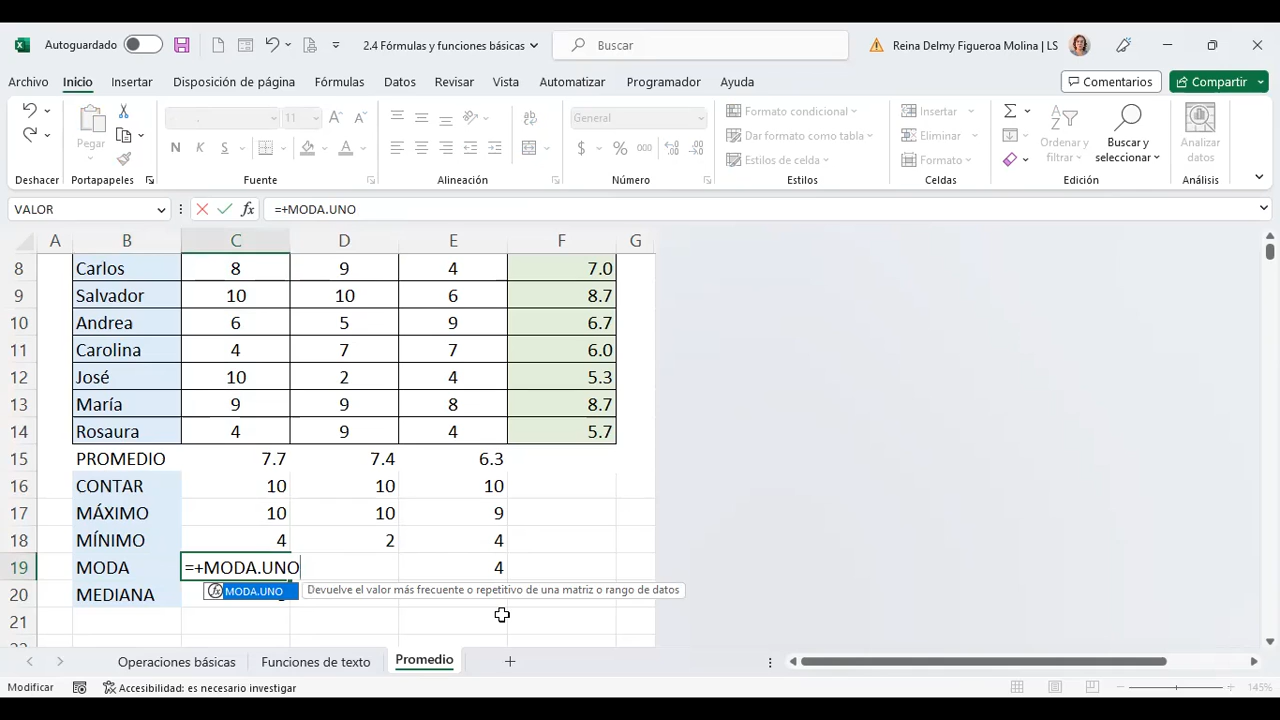 Autoguardado 2.4 Fórmulas y funciones básicas Buscar Reina Delmy Figueroa Molina | LS
Archivo Inicio Insertar Disposición de página Fórmulas Datos Revisar Vista Automatizar Programador Ayuda Comentarios Compartir
Pegar 11 General Formato condicional Insertar
N K S $ % 000 Dar formato como tabla Eliminar Ordenar y filtrar Buscar y seleccionar Analizar datos
Estilos de celda Formato
Deshacer Portapapeles Fuente Alineación Número Estilos Celdas Edición Análisis
VALOR fx =+MODA.UNO
A B C D E F G
8 Carlos 8 9 4 7.0
9 Salvador 10 10 6 8.7
10 Andrea 6 5 9 6.7
11 Carolina 4 7 7 6.0
12 José 10 2 4 5.3
13 María 9 9 8 8.7
14 Rosaura 4 9 4 5.7
15 PROMEDIO 7.7 7.4 6.3
16 CONTAR 10 10 10
17 MÁXIMO 10 10 9
18 MÍNIMO 4 2 4
19 MODA =+MODA.UNO 4
20 MEDIANA fx MODA.UNO Devuelve el valor más frecuente o repetitivo de una matriz o rango de datos
21
Operaciones básicas Funciones de texto Promedio
Modificar Accesibilidad: es necesario investigar 145%